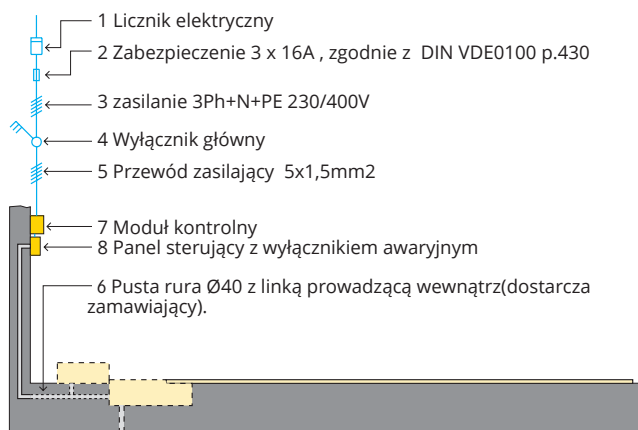 1 Licznik elektryczny
2 Zabezpieczenie 3 x 16A , zgodnie z DIN VDE0100 p.430
3 zasilanie 3Ph+N+PE 230/400V
4 Wyłącznik główny
5 Przewód zasilający 5x1,5mm2
7 Moduł kontrolny
8 Panel sterujący z wyłącznikiem awaryjnym
6 Pusta rura Ø40 z linką prowadzącą wewnątrz(dostarcza
zamawiający).